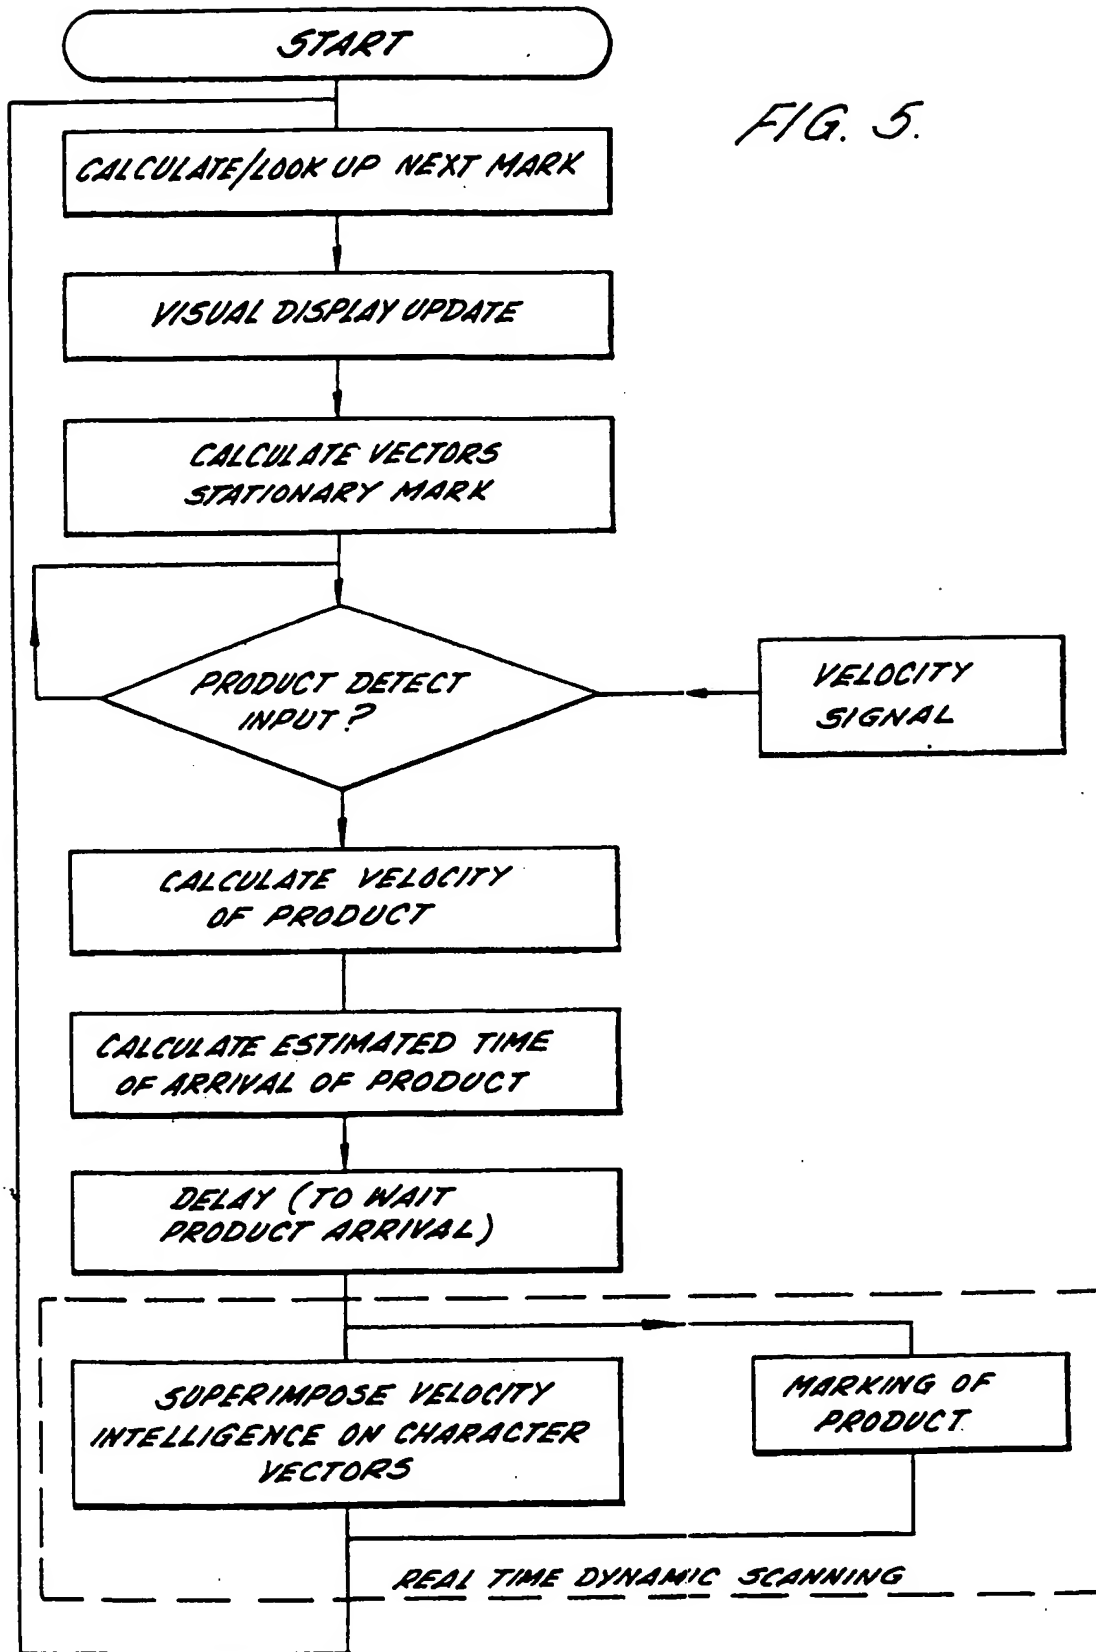 START
FIG. 5.
CALCULATE/LOOK UP NEXT MARK
VISUAL DISPLAY UPDATE
CALCULATE VECTORS
STATIONARY MARK
PRODUCT DETECT
INPUT?
VELOCITY
SIGNAL
CALCULATE VELOCITY
OF PRODUCT
CALCULATE ESTIMATED TIME
OF ARRIVAL OF PRODUCT
DELAY (TO WAIT
PRODUCT ARRIVAL)
SUPERIMPOSE VELOCITY
INTELLIGENCE ON CHARACTER
VECTORS
MARKING OF
PRODUCT
REAL TIME DYNAMIC SCANNING